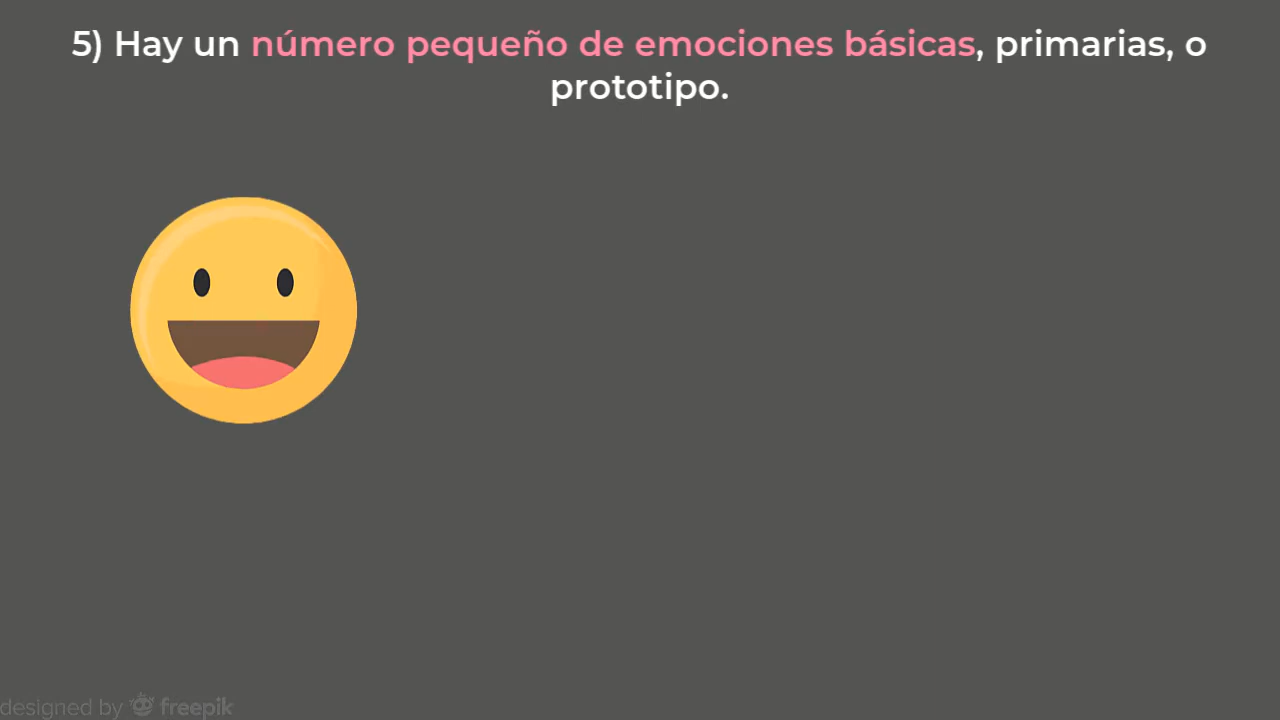 5) Hay un número pequeño de emociones básicas, primarias, o
prototipo.
designed by freepik